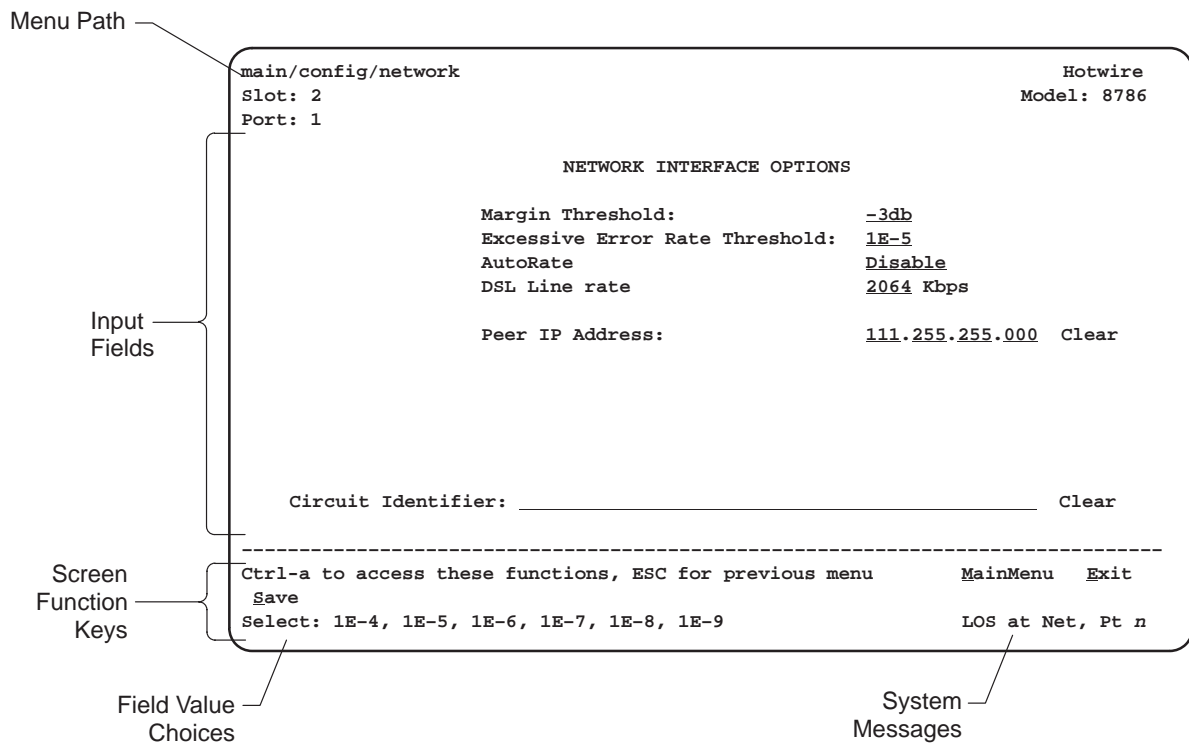 Menu Path
main/config/network Hotwire
Slot: 2 Model: 8786
Port: 1
NETWORK INTERFACE OPTIONS
Margin Threshold: –3db
Excessive Error Rate Threshold: 1E–5
AutoRate Disable
DSL Line rate 2064 Kbps
Input
Fields
Peer IP Address: 111.255.255.000 Clear
Circuit Identifier: Clear
Screen
Function
Keys
Ctrl–a to access these functions, ESC for previous menu MainMenu Exit
Save
Select: 1E–4, 1E–5, 1E–6, 1E–7, 1E–8, 1E–9 LOS at Net, Pt n
Field Value
Choices
System
Messages